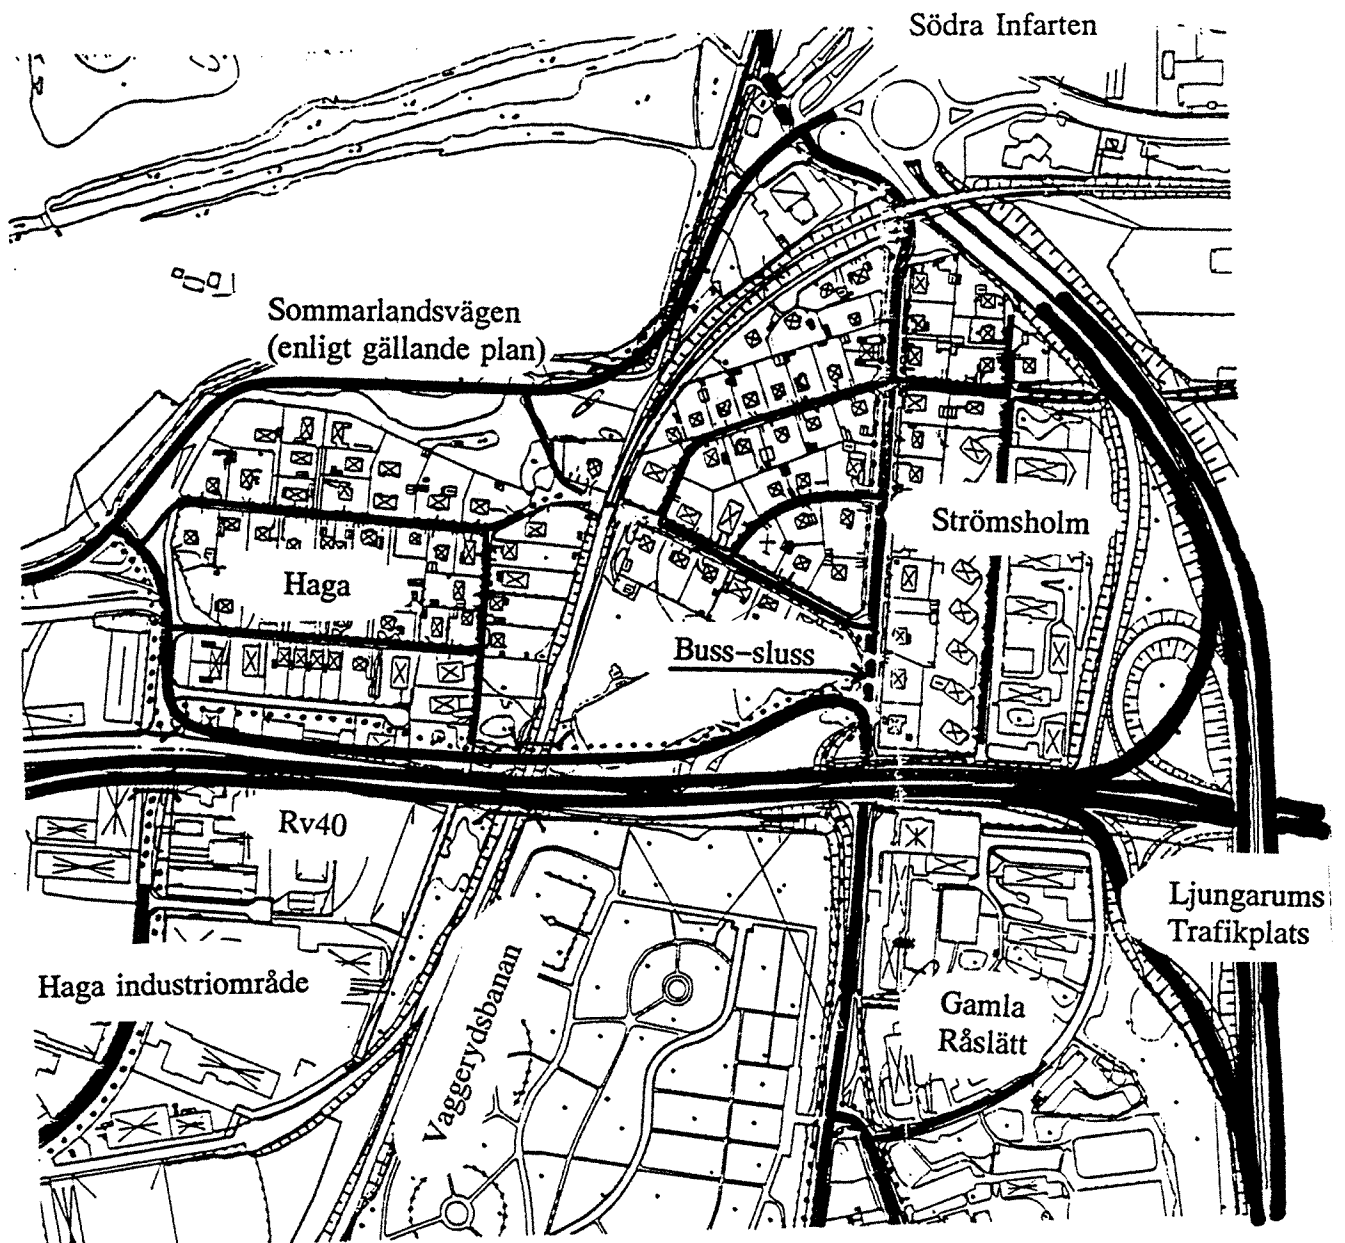 Södra Infarten
Sommarlandsvägen
(enligt gällande plan)
Strömsholm
Haga
Buss–sluss
Rv40
Ljungarums
Trafikplats
Haga industriområde
Vaggerydsbanan
Gamla
Råslätt